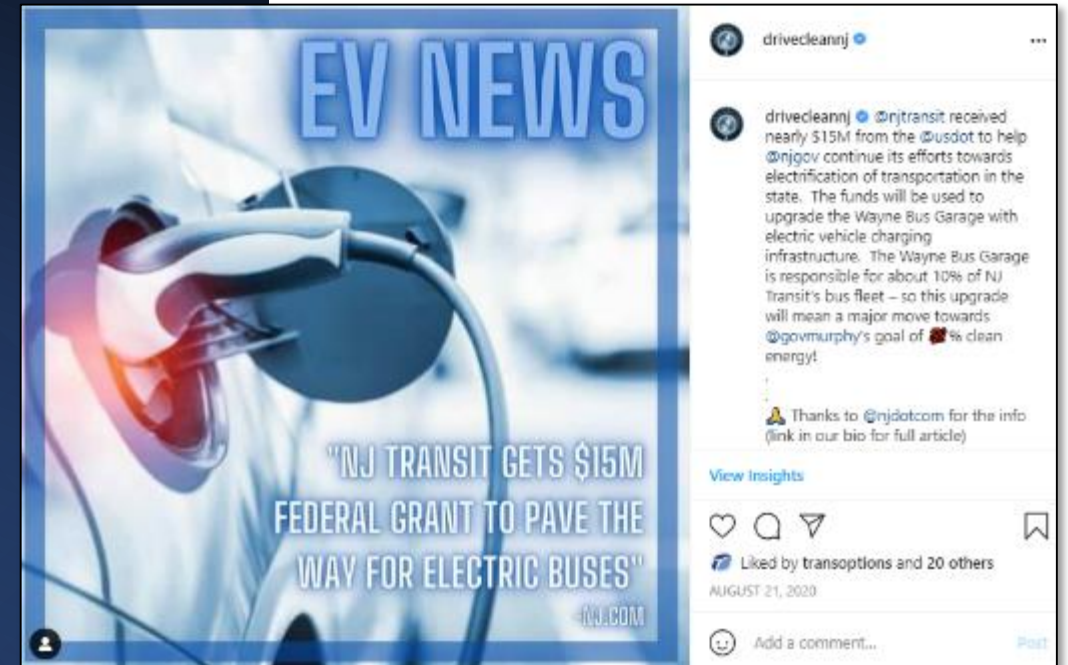 EV NEWS
"NJ TRANSIT GETS $15M
FEDERAL GRANT TO PAVE THE
WAY FOR ELECTRIC BUSES"
-NJ.COM
drivecleannj
drivecleannj @njtransit received
nearly $15M from the @usdot to help
@njgov continue its efforts towards
electrification of transportation in the
state. The funds will be used to
upgrade the Wayne Bus Garage with
electric vehicle charging
infrastructure. The Wayne Bus Garage
is responsible for about 10% of NJ
Transit's bus fleet – so this upgrade
will mean a major move towards
@govmurphy's goal of % clean
energy!
.
.
🙏 Thanks to @njdotcom for the info
(link in our bio for full article)
View Insights
Liked by transoptions and 20 others
AUGUST 21, 2020
Add a comment...
Post